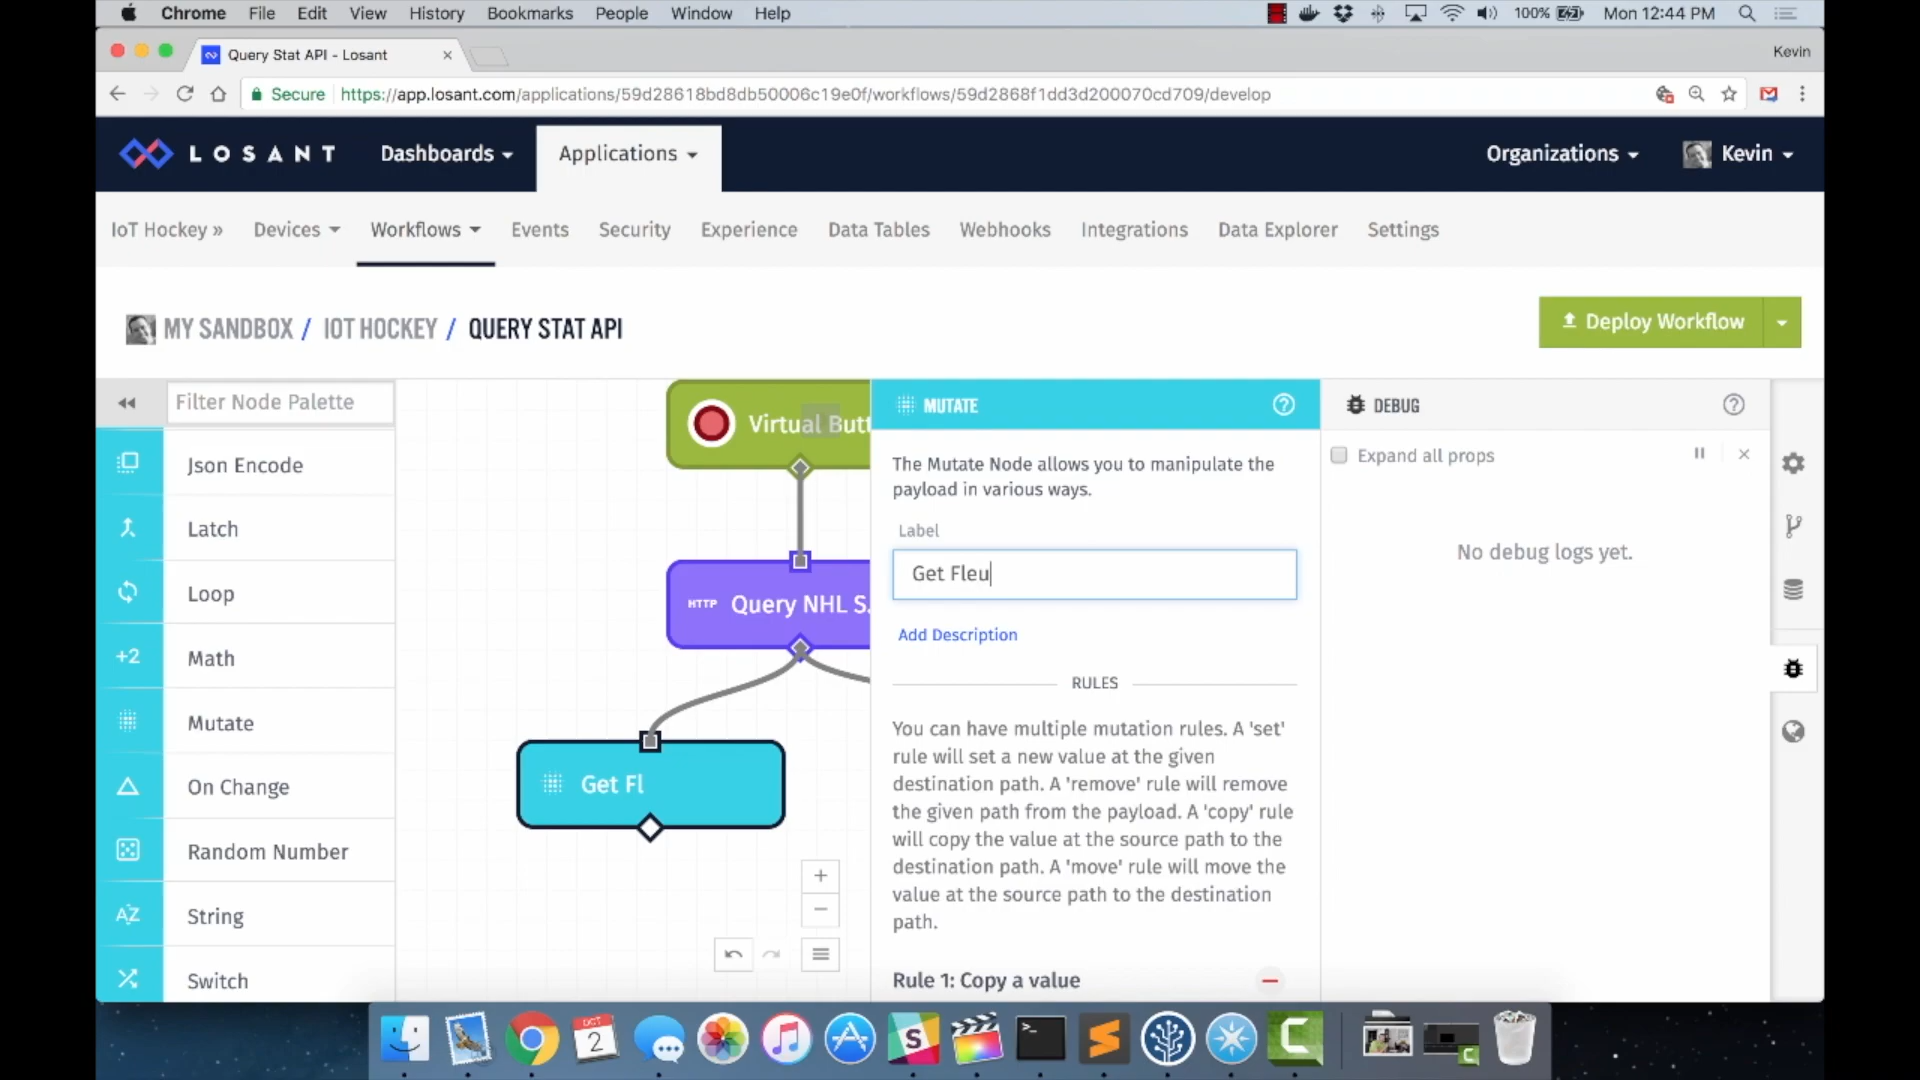 Chrome File Edit View History Bookmarks People Window Help 100% Mon 12:44 PM
Query Stat API - Losant Kevin
Secure https://app.losant.com/applications/59d28618bd8db50006c19e0f/workflows/59d2868f1dd3d200070cd709/develop
LOSANT Dashboards Applications Organizations Kevin
IoT Hockey » Devices Workflows Events Security Experience Data Tables Webhooks Integrations Data Explorer Settings
MY SANDBOX / IOT HOCKEY / QUERY STAT API
Deploy Workflow
Filter Node Palette
Json Encode
Latch
Loop
+2 Math
Mutate
On Change
Random Number
AZ String
Switch
Virtual Butt
HTTP Query NHL S.
Get Fl
+
−
MUTATE
The Mutate Node allows you to manipulate the
payload in various ways.
Label
Get Fleu
Add Description
RULES
You can have multiple mutation rules. A 'set'
rule will set a new value at the given
destination path. A 'remove' rule will remove
the given path from the payload. A 'copy' rule
will copy the value at the source path to the
destination path. A 'move' rule will move the
value at the source path to the destination
path.
Rule 1: Copy a value
DEBUG
Expand all props
No debug logs yet.
OCT
2
S
C